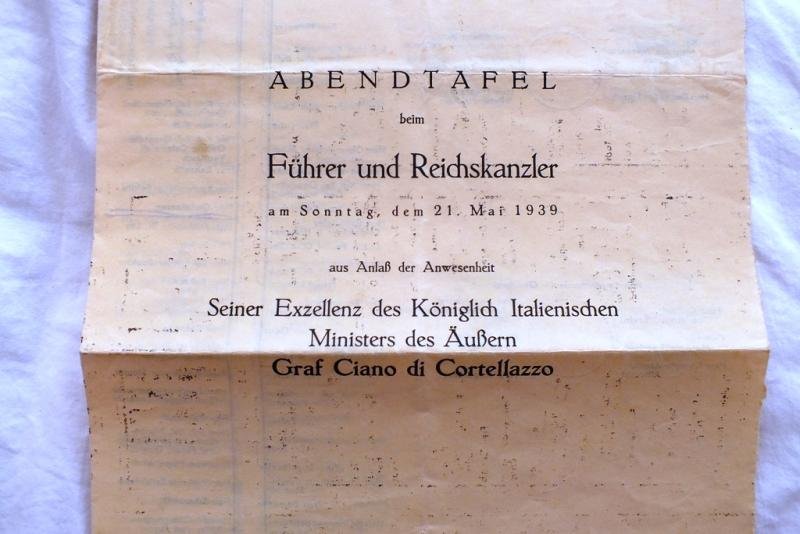 ABENDTAFEL
beim
Führer und Reichskanzler
am Sonntag, dem 21. Mai 1939
aus Anlaß der Anwesenheit
Seiner Exzellenz des Königlich Italienischen
Ministers des Äußern
Graf Ciano di Cortellazzo